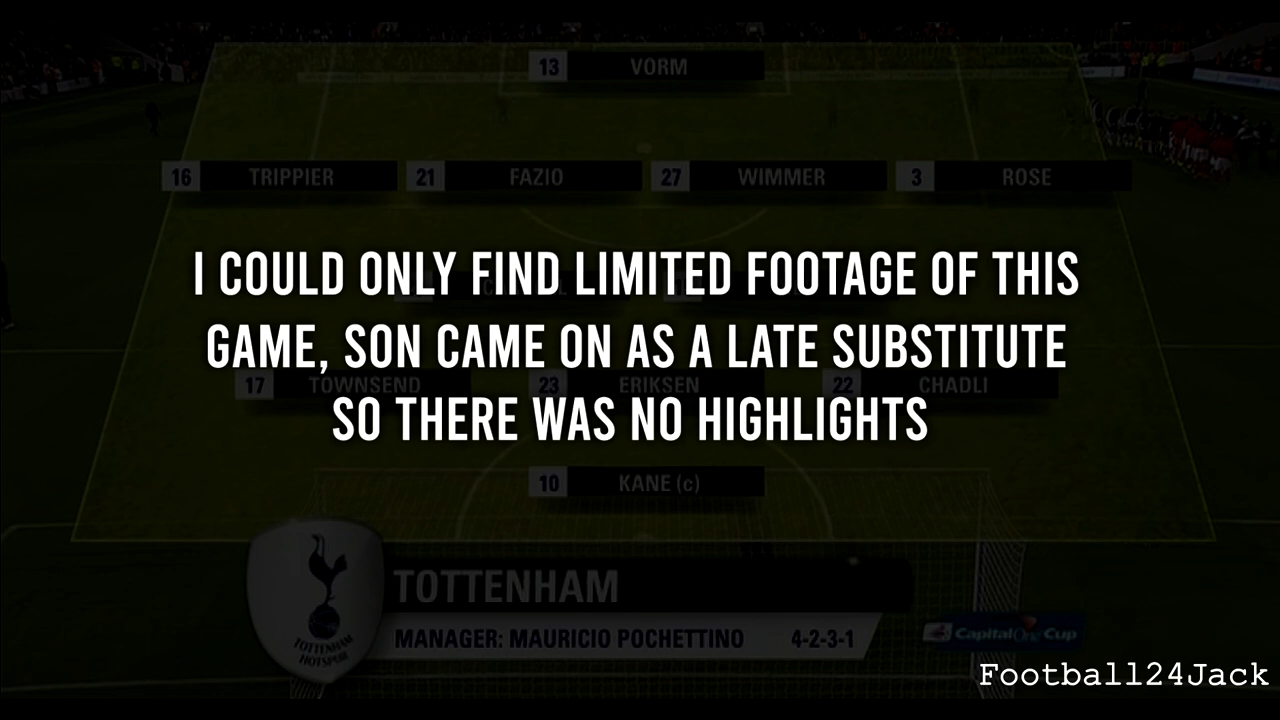 13 VORM
16 TRIPPIER 21 FAZIO 27 WIMMER 3 ROSE
I COULD ONLY FIND LIMITED FOOTAGE OF THIS
GAME, SON CAME ON AS A LATE SUBSTITUTE
17 TOWNSEND 23 ERIKSEN 22 CHADLI
SO THERE WAS NO HIGHLIGHTS
10 KANE (c)
TOTTENHAM HOTSPUR
TOTTENHAM
MANAGER: MAURICIO POCHETTINO 4-2-3-1
Capital One Cup
Football24Jack